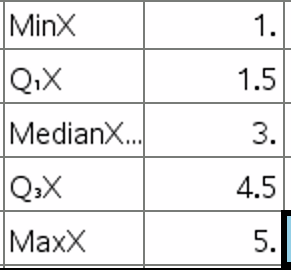 MinX 1.
Q₁X 1.5
MedianX... 3.
Q₃X 4.5
MaxX 5.